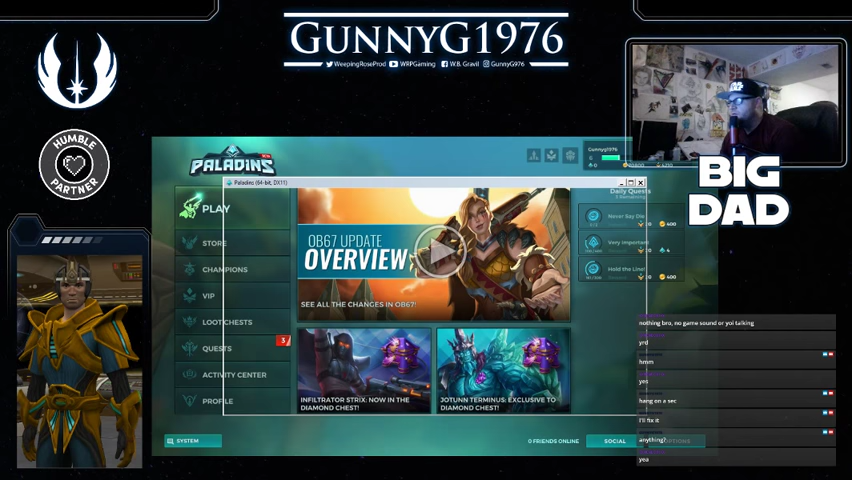 GUNNYG1976
WeepingRoseProd WRPGaming W.B. Gravil GunnyG976
HUMBLE
PARTNER
BIG
DAD
PALADINS
Gunnyg1976
Paladins (64-bit, DX11)
PLAY
STORE
CHAMPIONS
VIP
LOOT CHESTS
QUESTS
3
ACTIVITY CENTER
PROFILE
SYSTEM
OB67 UPDATE
OVERVIEW
SEE ALL THE CHANGES IN OB67!
INFILTRATOR STRIX: NOW IN THE
DIAMOND CHEST!
JOTUNN TERMINUS: EXCLUSIVE TO
DIAMOND CHEST!
Daily Quests
Never Say Die
400
Very Important
Hold the Line!
400
0 FRIENDS ONLINE
SOCIAL
nothing bro, no game sound or yoi talking
yrd
hmm
yes
hang on a sec
I'll fix it
anything?
yea